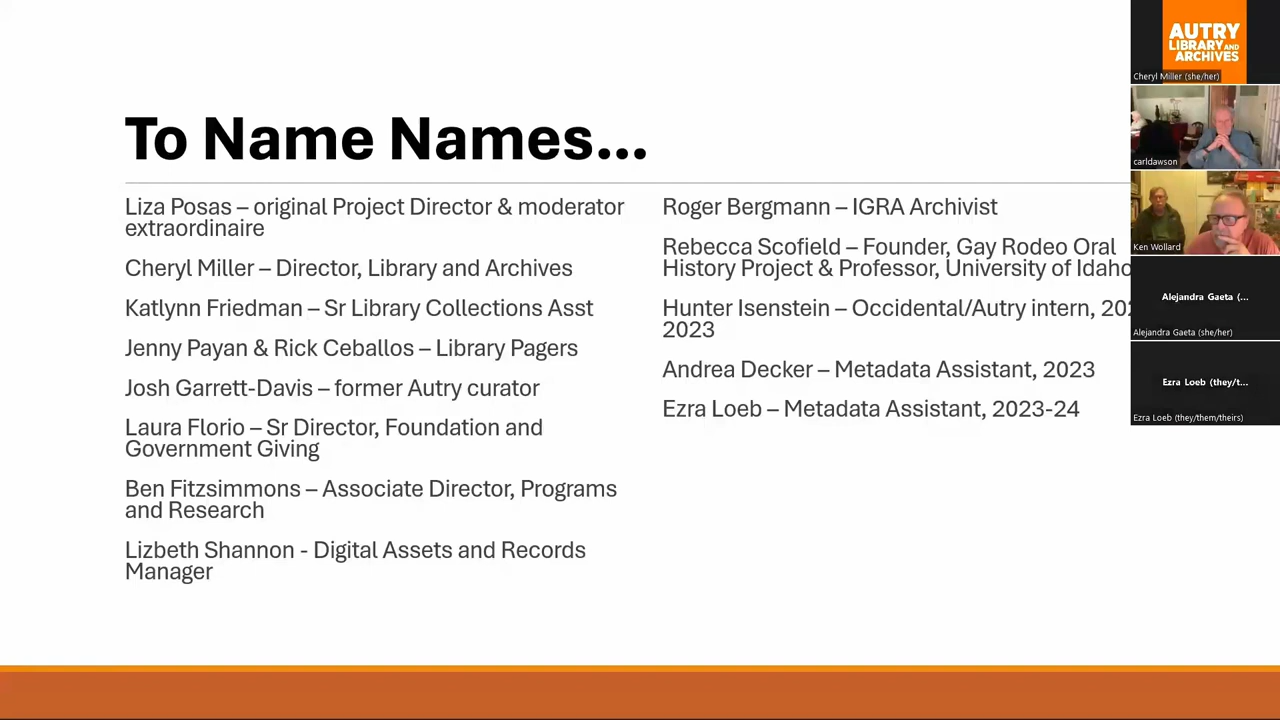 To Name Names...
Liza Posas – original Project Director & moderator
extraordinaire
Cheryl Miller – Director, Library and Archives
Katlynn Friedman – Sr Library Collections Asst
Jenny Payan & Rick Ceballos – Library Pagers
Josh Garrett-Davis – former Autry curator
Laura Florio – Sr Director, Foundation and
Government Giving
Ben Fitzsimmons – Associate Director, Programs
and Research
Lizbeth Shannon - Digital Assets and Records
Manager
Roger Bergmann – IGRA Archivist
Rebecca Scofield – Founder, Gay Rodeo Oral
History Project & Professor, University of Idaho
Hunter Isenstein – Occidental/Autry intern,
2023
Andrea Decker – Metadata Assistant, 2023
Ezra Loeb – Metadata Assistant, 2023-24
AUTRY
LIBRARY AND
ARCHIVES
Cheryl Miller (she/her)
carldawson
Ken Wollard
Alejandra Gaeta (...
Alejandra Gaeta (she/her)
Ezra Loeb (they/t...
Ezra Loeb (they/them/theirs)